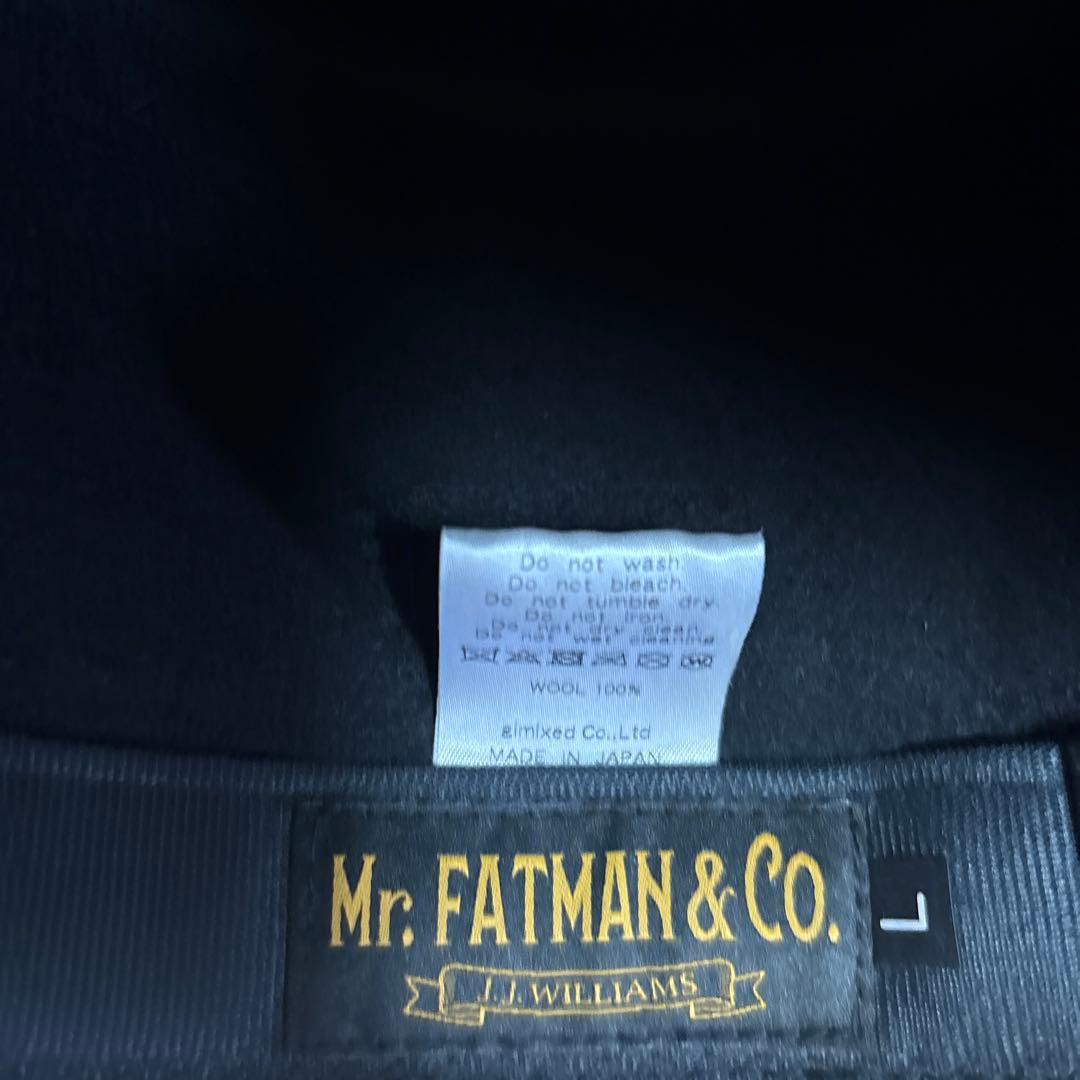 Do not wash.
Do not bleach.
Do not tumble dry.
Do not iron.
Do not dry clean.
Do not wet cleaning
WOOL 100%
&imixed Co.,Ltd
MADE IN JAPAN
Mr. FATMAN & CO.
J.J.WILLIAMS
L